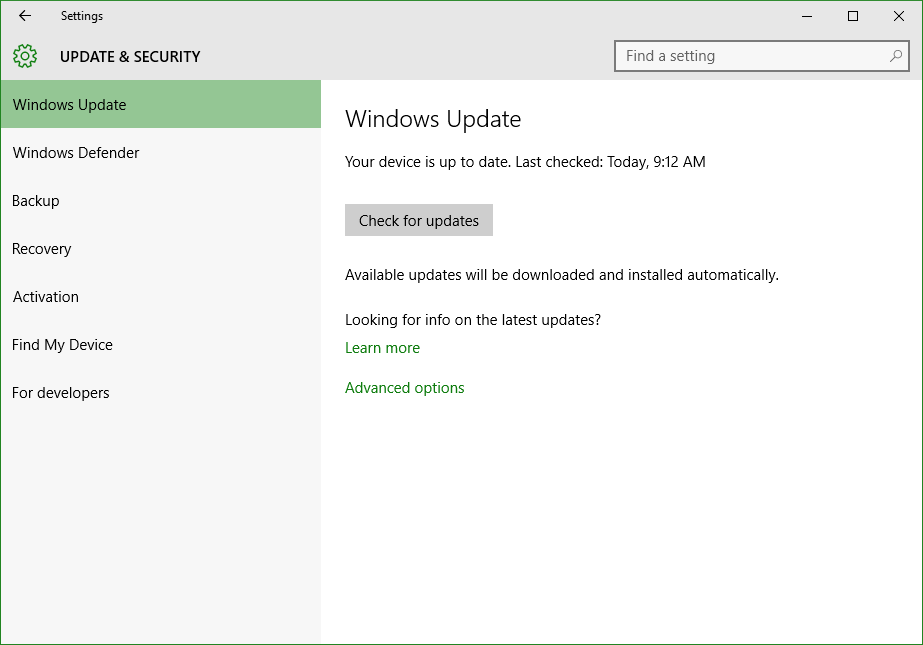 Settings
UPDATE & SECURITY
Find a setting
Windows Update
Windows Defender
Backup
Recovery
Activation
Find My Device
For developers
Windows Update
Your device is up to date. Last checked: Today, 9:12 AM
Check for updates
Available updates will be downloaded and installed automatically.
Looking for info on the latest updates?
Learn more
Advanced options